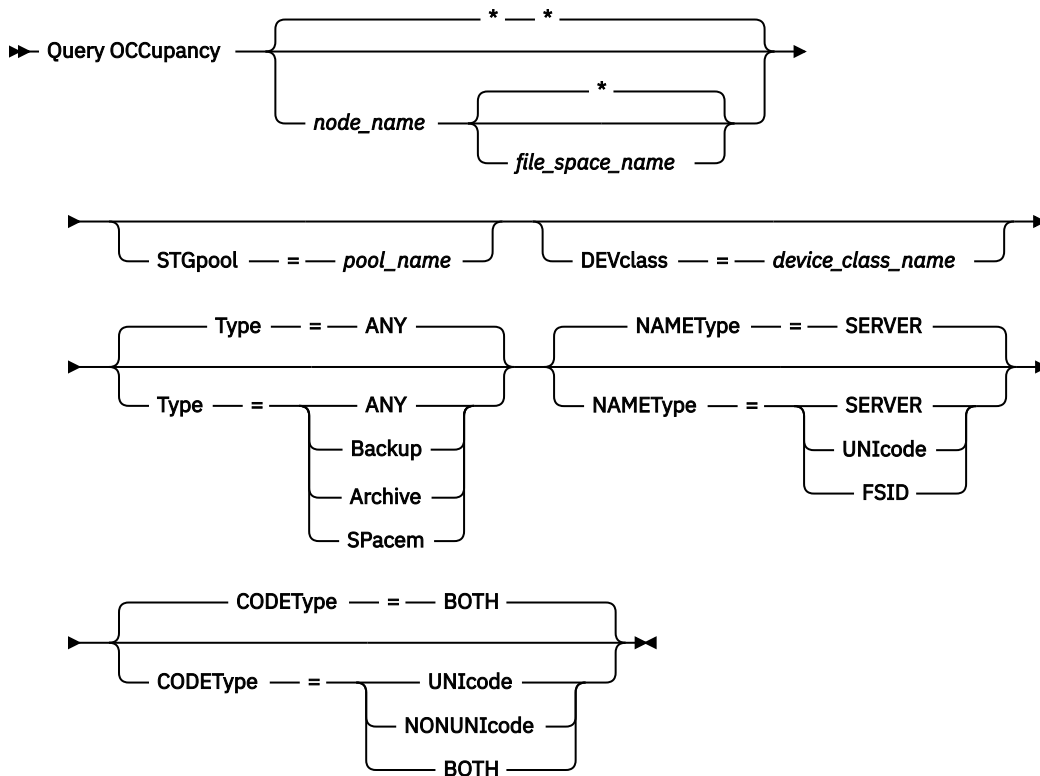 * *
Query OCCupancy
*
node_name
file_space_name
STGpool = pool_name DEVclass = device_class_name
Type = ANY NAMEType = SERVER
Type = ANY NAMEType = SERVER
Backup UNIcode
Archive FSID
SPacem
CODEType = BOTH
CODEType = UNIcode
NONUNIcode
BOTH